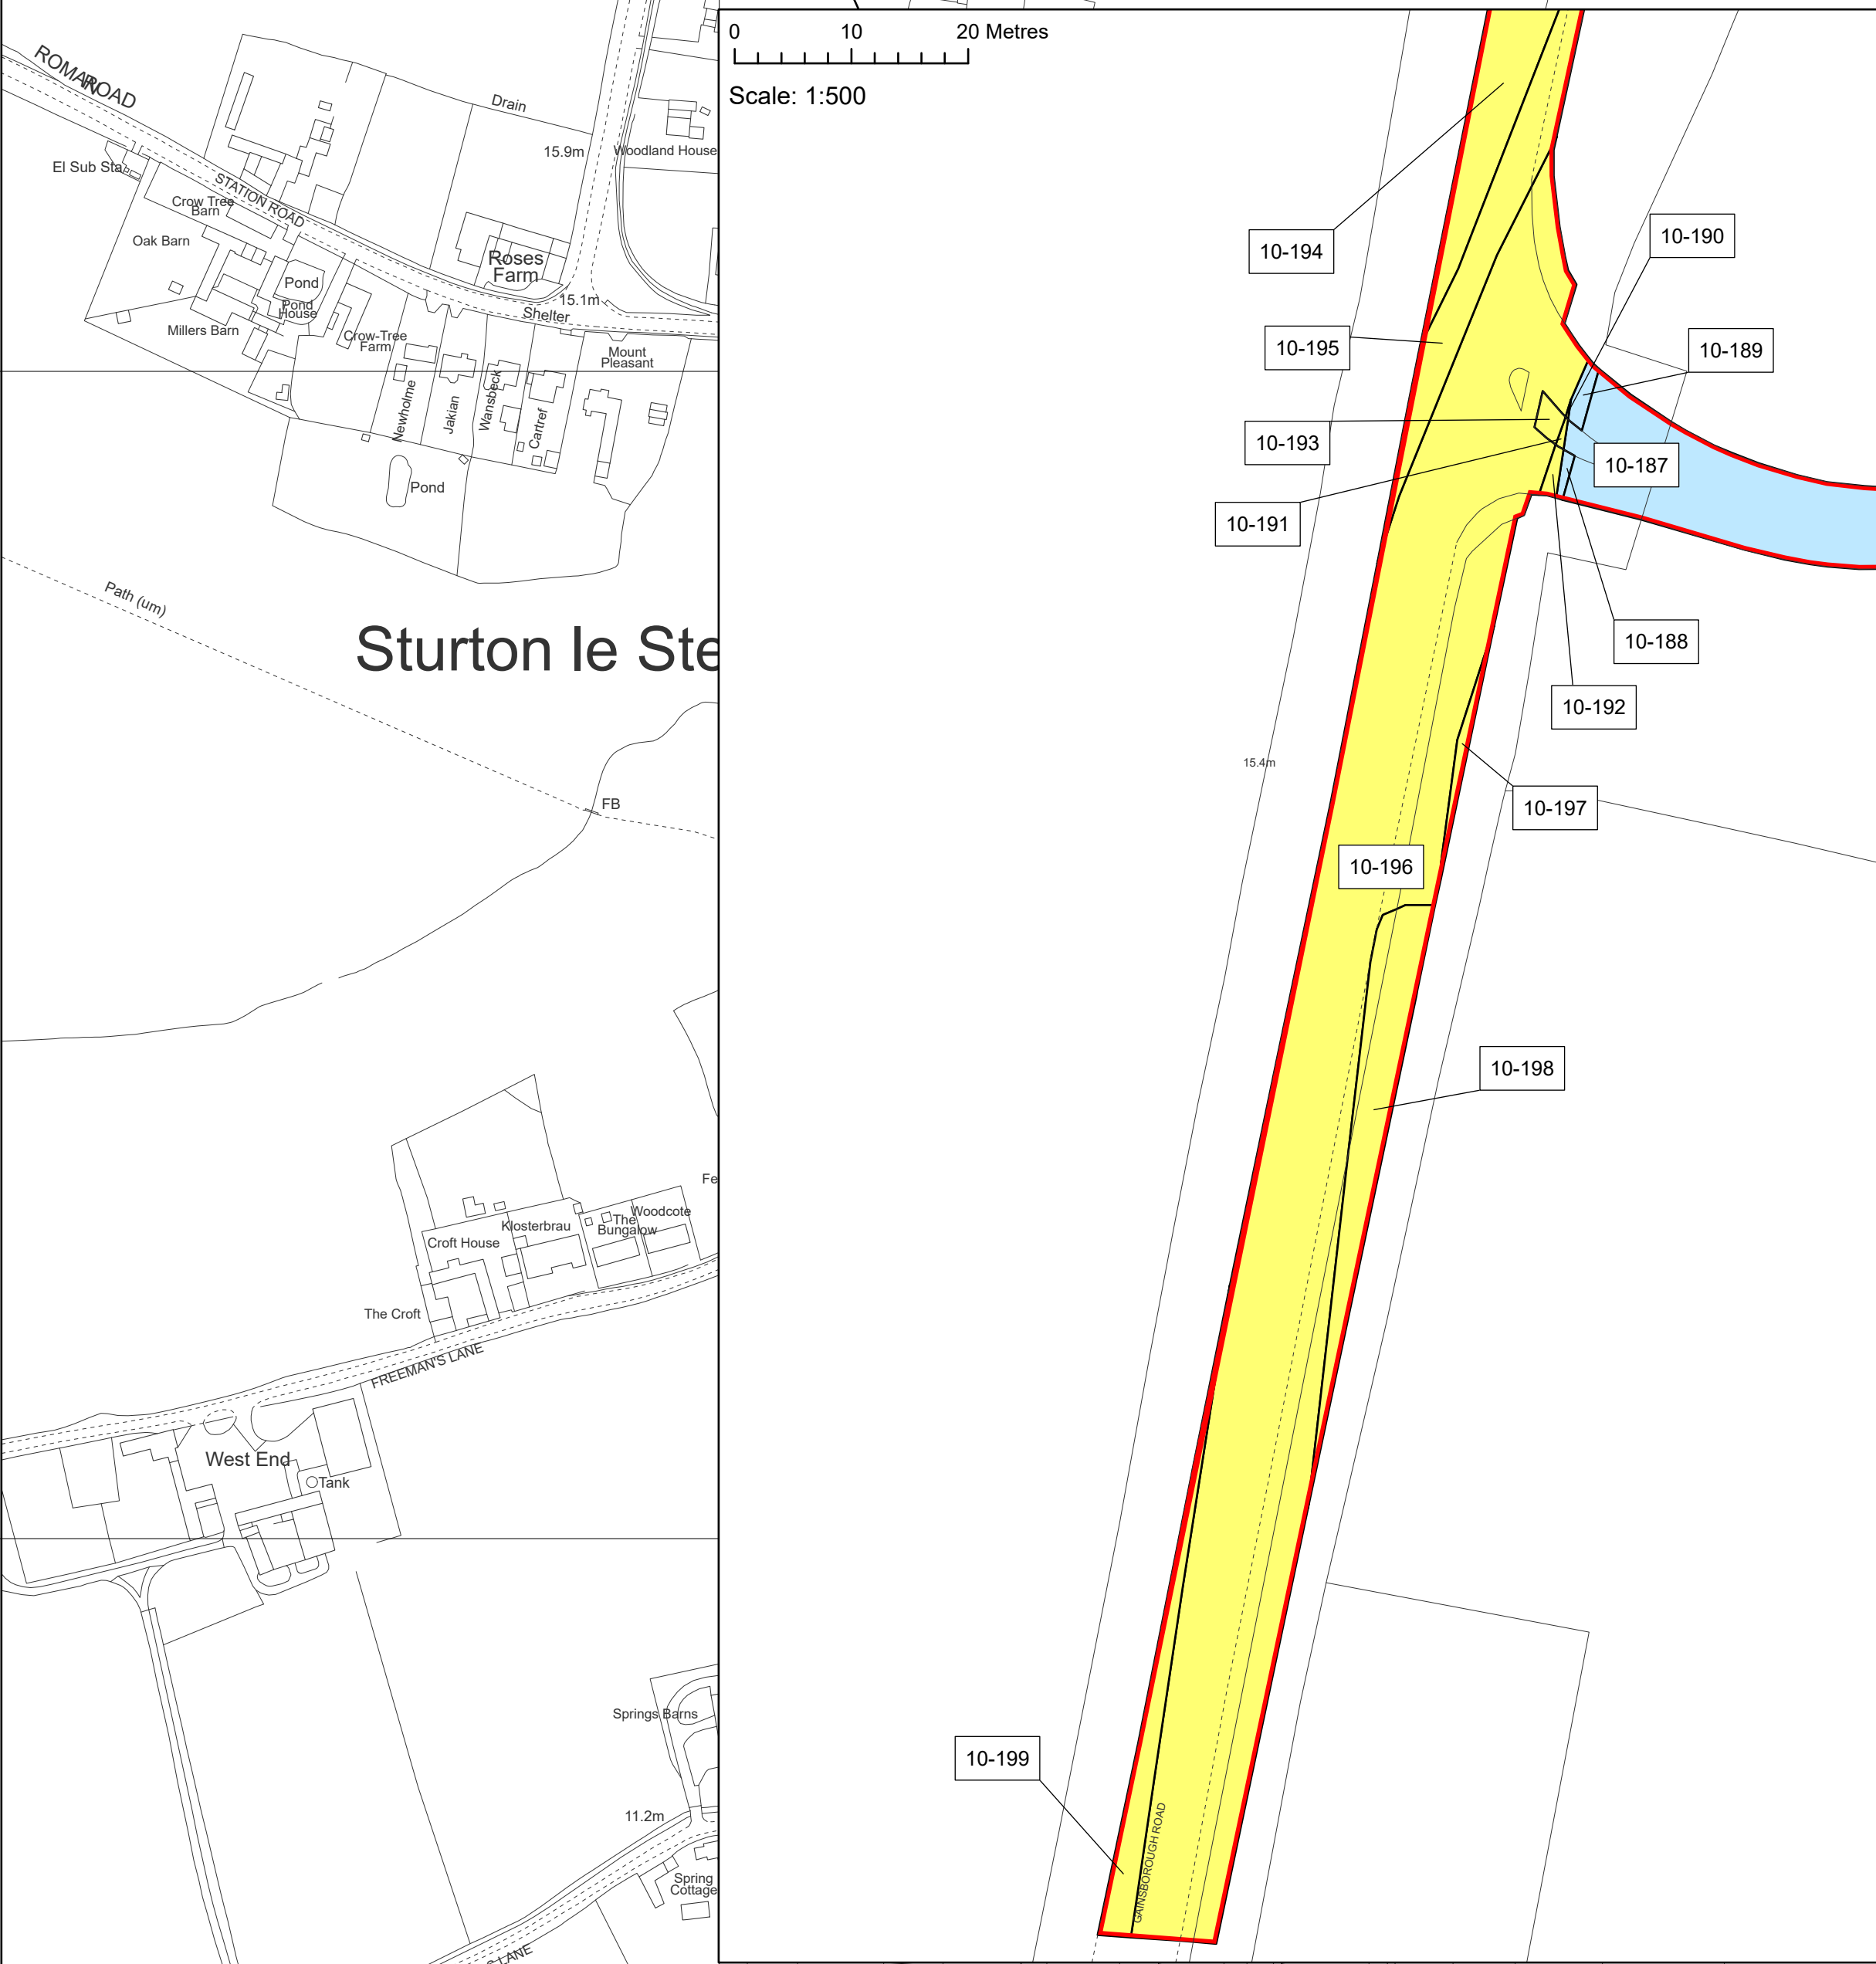 ROMAN ROAD
Drain
15.9m
Woodland House
El Sub Sta
STATION ROAD
Crow Tree
Barn
Oak Barn
Roses
Farm
Pond
Pond
House
15.1m
Shelter
Millers Barn
Crow-Tree
Farm
Mount
Pleasant
Newholme
Jakian
Wansbeck
Cartref
Pond
Path (um)
Sturton le Ste
FB
Fe
Woodcote
The
Bungalow
Klosterbrau
Croft House
The Croft
FREEMAN'S LANE
West End
Tank
Springs Barns
11.2m
Spring
Cottage
LANE
0 10 20 Metres
Scale: 1:500
10-194
10-190
10-195
10-189
10-193
10-187
10-191
10-188
10-192
15.4m
10-197
10-196
10-198
10-199
GAINSBOROUGH ROAD